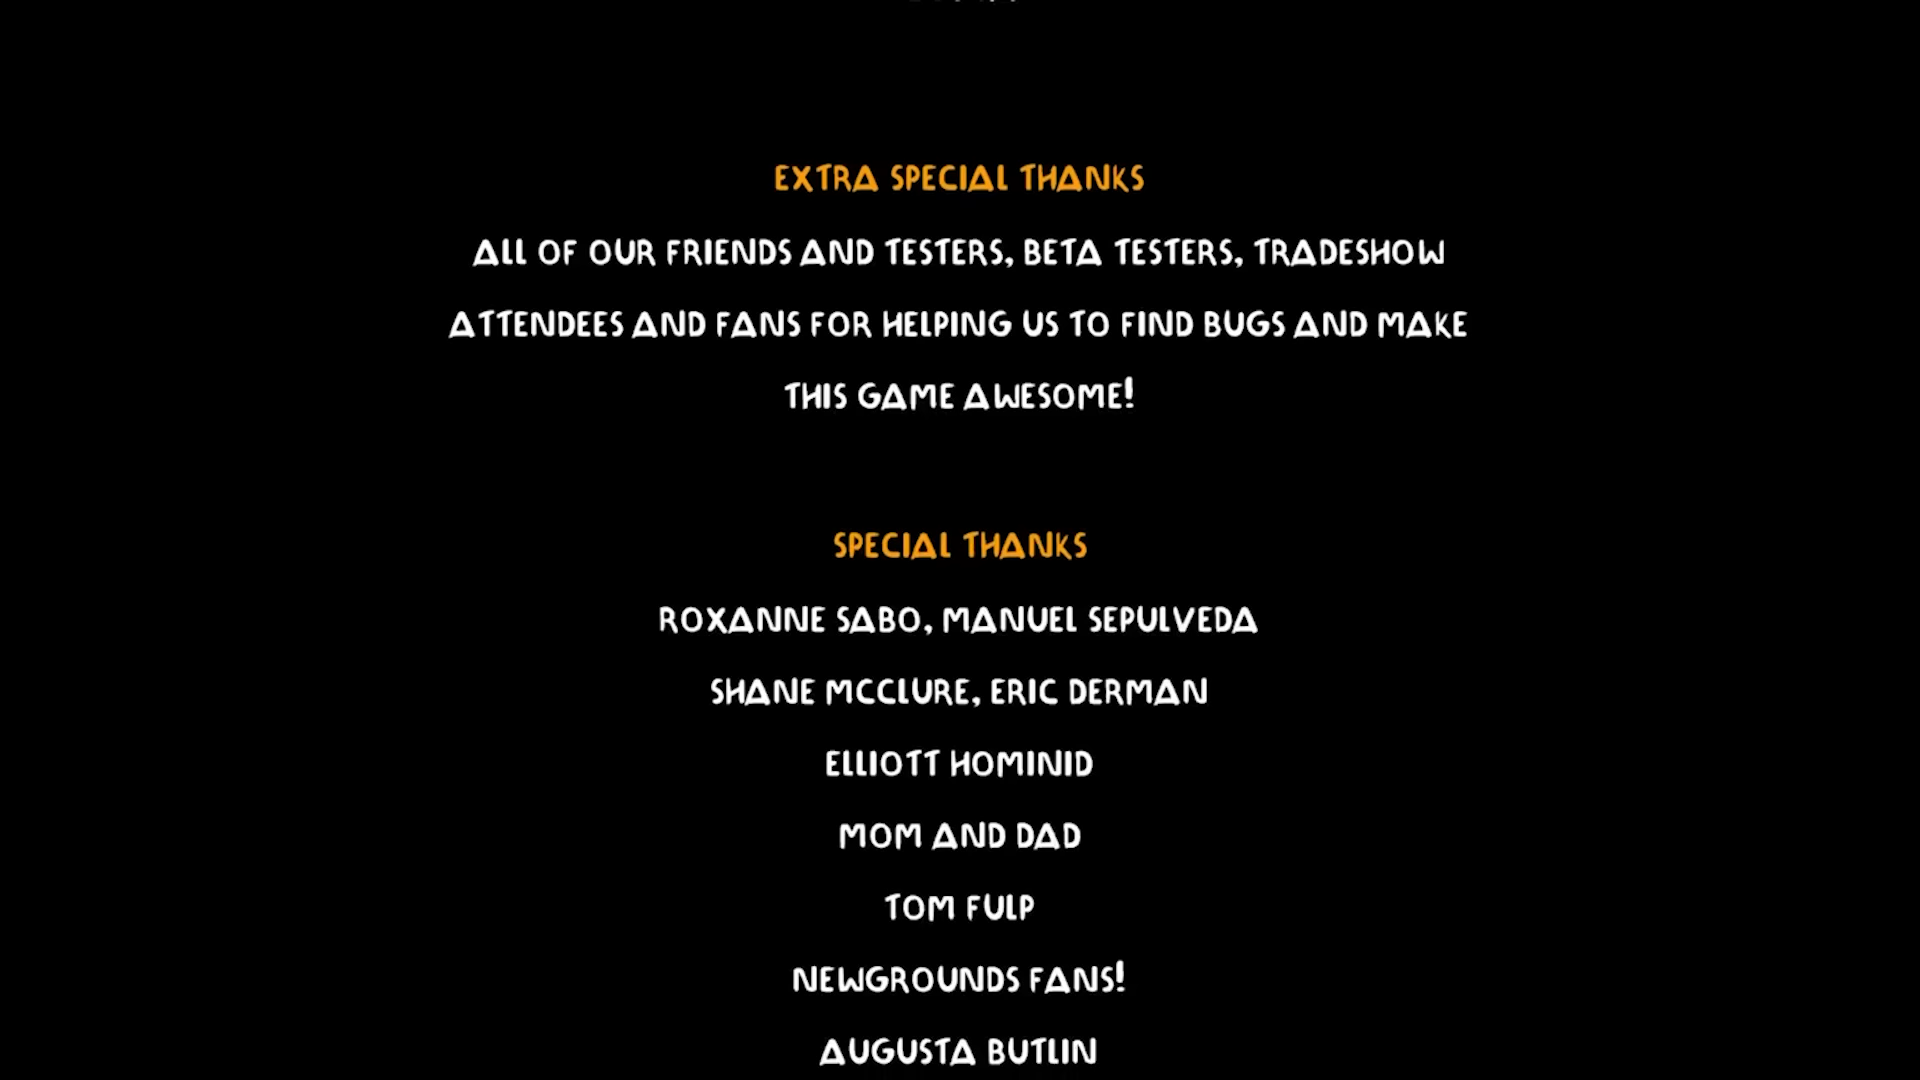 EXTRA SPECIAL THANKS
ALL OF OUR FRIENDS AND TESTERS, BETA TESTERS, TRADESHOW
ATTENDEES AND FANS FOR HELPING US TO FIND BUGS AND MAKE
THIS GAME AWESOME!
SPECIAL THANKS
ROXANNE SABO, MANUEL SEPULVEDA
SHANE MCCLURE, ERIC DERMAN
ELLIOTT HOMINID
MOM AND DAD
TOM FULP
NEWGROUNDS FANS!
AUGUSTA BUTLIN